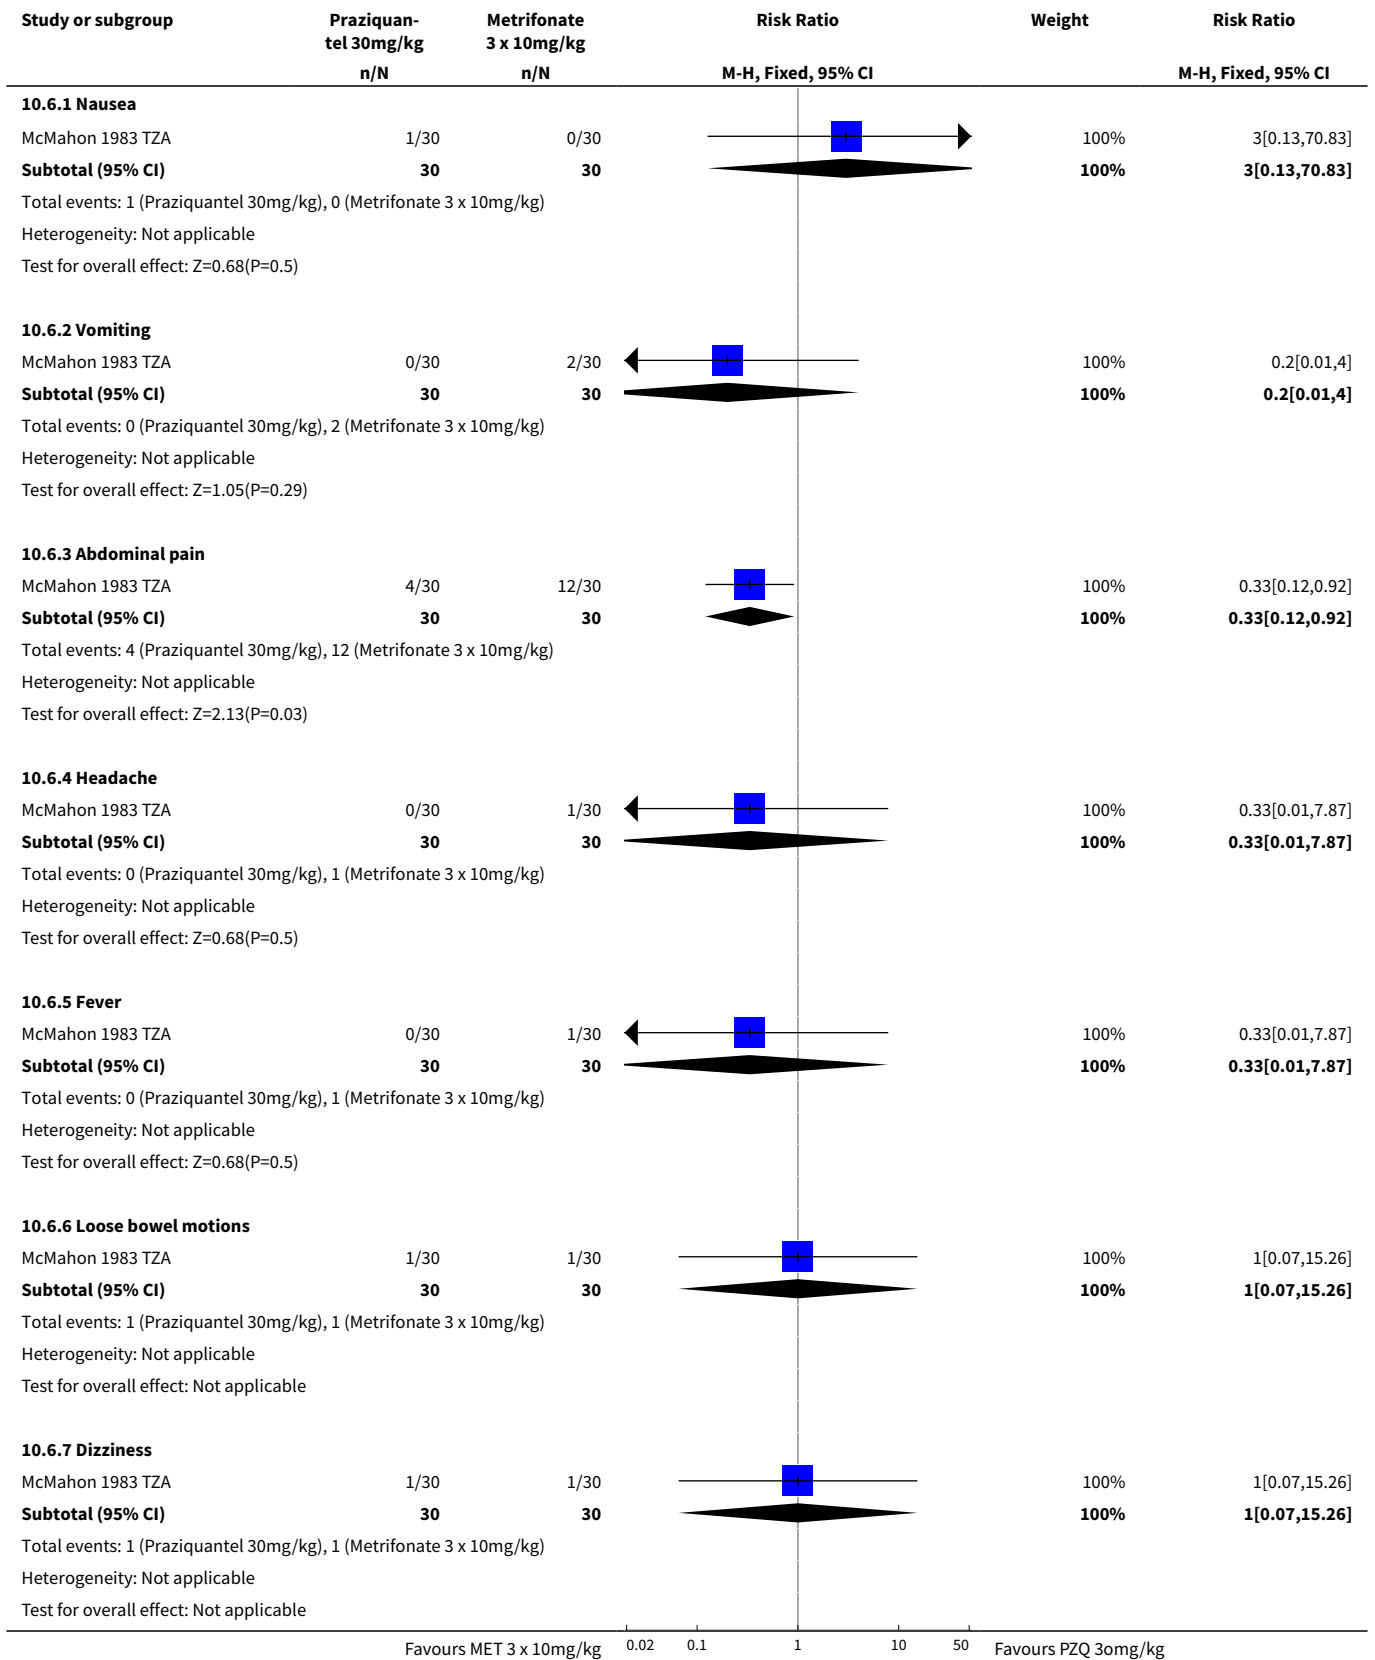 Study or subgroup Praziquan- Metrifonate Risk Ratio Weight Risk Ratio
tel 30mg/kg 3 x 10mg/kg
n/N n/N M-H, Fixed, 95% CI M-H, Fixed, 95% CI
10.6.1 Nausea
McMahon 1983 TZA 1/30 0/30 100% 3[0.13,70.83]
Subtotal (95% CI) 30 30 100% 3[0.13,70.83]
Total events: 1 (Praziquantel 30mg/kg), 0 (Metrifonate 3 x 10mg/kg)
Heterogeneity: Not applicable
Test for overall effect: Z=0.68(P=0.5)
10.6.2 Vomiting
McMahon 1983 TZA 0/30 2/30 100% 0.2[0.01,4]
Subtotal (95% CI) 30 30 100% 0.2[0.01,4]
Total events: 0 (Praziquantel 30mg/kg), 2 (Metrifonate 3 x 10mg/kg)
Heterogeneity: Not applicable
Test for overall effect: Z=1.05(P=0.29)
10.6.3 Abdominal pain
McMahon 1983 TZA 4/30 12/30 100% 0.33[0.12,0.92]
Subtotal (95% CI) 30 30 100% 0.33[0.12,0.92]
Total events: 4 (Praziquantel 30mg/kg), 12 (Metrifonate 3 x 10mg/kg)
Heterogeneity: Not applicable
Test for overall effect: Z=2.13(P=0.03)
10.6.4 Headache
McMahon 1983 TZA 0/30 1/30 100% 0.33[0.01,7.87]
Subtotal (95% CI) 30 30 100% 0.33[0.01,7.87]
Total events: 0 (Praziquantel 30mg/kg), 1 (Metrifonate 3 x 10mg/kg)
Heterogeneity: Not applicable
Test for overall effect: Z=0.68(P=0.5)
10.6.5 Fever
McMahon 1983 TZA 0/30 1/30 100% 0.33[0.01,7.87]
Subtotal (95% CI) 30 30 100% 0.33[0.01,7.87]
Total events: 0 (Praziquantel 30mg/kg), 1 (Metrifonate 3 x 10mg/kg)
Heterogeneity: Not applicable
Test for overall effect: Z=0.68(P=0.5)
10.6.6 Loose bowel motions
McMahon 1983 TZA 1/30 1/30 100% 1[0.07,15.26]
Subtotal (95% CI) 30 30 100% 1[0.07,15.26]
Total events: 1 (Praziquantel 30mg/kg), 1 (Metrifonate 3 x 10mg/kg)
Heterogeneity: Not applicable
Test for overall effect: Not applicable
10.6.7 Dizziness
McMahon 1983 TZA 1/30 1/30 100% 1[0.07,15.26]
Subtotal (95% CI) 30 30 100% 1[0.07,15.26]
Total events: 1 (Praziquantel 30mg/kg), 1 (Metrifonate 3 x 10mg/kg)
Heterogeneity: Not applicable
Test for overall effect: Not applicable
Favours MET 3 x 10mg/kg 0.02 0.1 1 10 50 Favours PZQ 3omg/kg